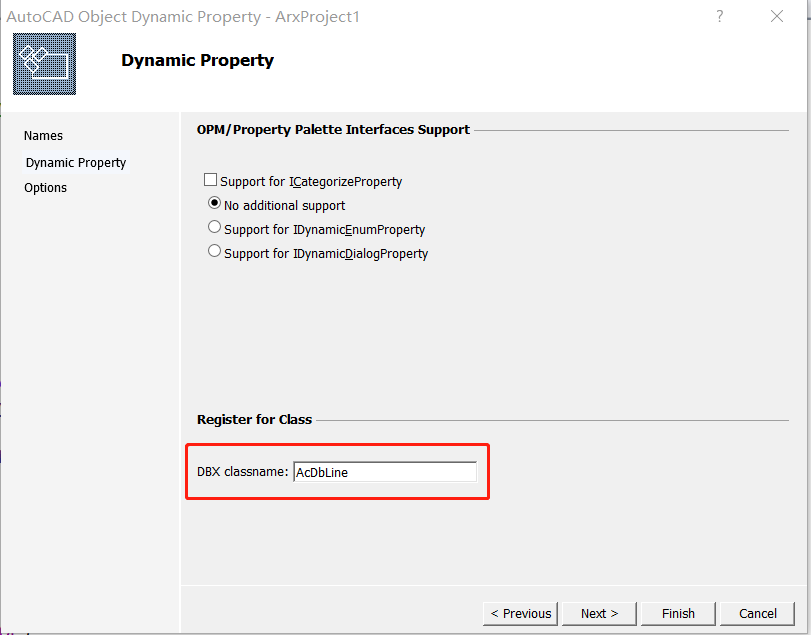 AutoCAD Object Dynamic Property - ArxProject1
Dynamic Property
Names
Dynamic Property
Options
OPM/Property Palette Interfaces Support
Support for ICategorizeProperty
No additional support
Support for IDynamicEnumProperty
Support for IDynamicDialogProperty
Register for Class
DBX classname: AcDbLine
< Previous Next > Finish Cancel